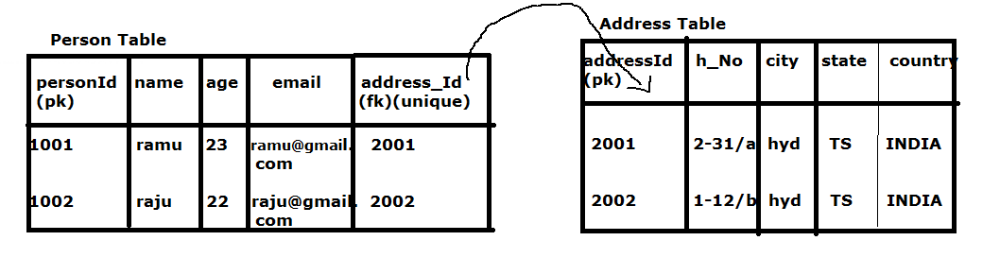 Person Table
personId name age email address_Id
(pk) (fk)(unique)
1001 ramu 23 ramu@gmail. 2001
com
1002 raju 22 raju@gmail. 2002
com
Address Table
addressId h_No city state country
(pk)
2001 2-31/a hyd TS INDIA
2002 1-12/b hyd TS INDIA